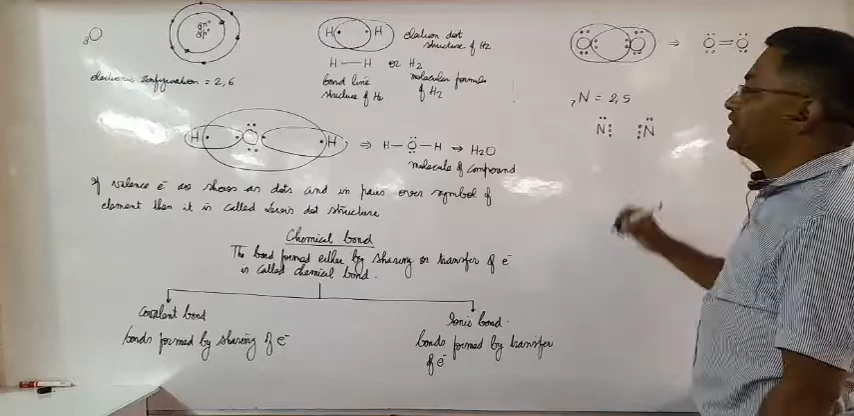 ₈O
8n°
8p⁺
electronic configuration = 2, 6
H H
electron dot
structure of H₂
H — H or H₂
bond line
structure of H₂
molecular formula
of H₂
O O ⇒ O = O
₇N = 2, 5
N N
H O H ⇒ H — O — H ⇒ H₂O
molecule of compound
If valence e⁻ are shown as dots and in pairs over symbol of
element then it is called Lewis dot structure
Chemical bond
The bond formed either by sharing or transfer of e⁻
is called chemical bond.
Covalent bond
bonds formed by sharing of e⁻
Ionic bond.
bonds formed by transfer
of e⁻